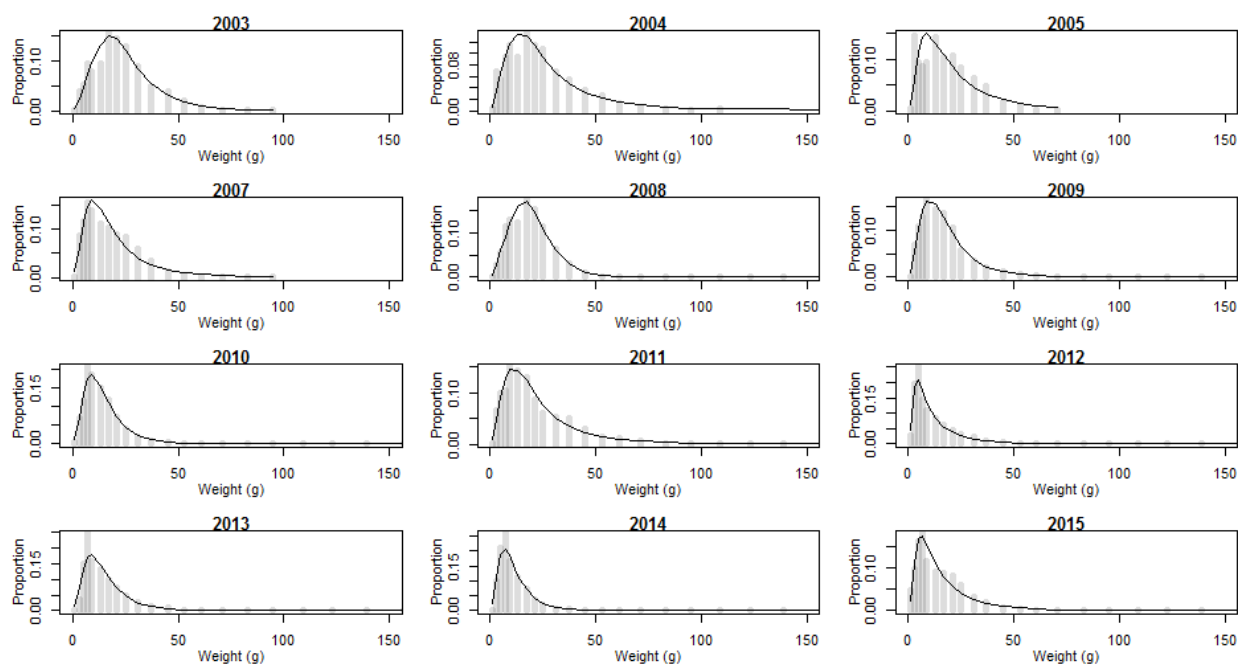 2003 2004 2005
Proportion 0.00 0.10 Proportion 0.00 0.08 Proportion 0.00 0.10
0 50 100 150 0 50 100 150 0 50 100 150
Weight (g) Weight (g) Weight (g)
2007 2008 2009
Proportion 0.00 0.10 Proportion 0.00 0.10 Proportion 0.00 0.10
0 50 100 150 0 50 100 150 0 50 100 150
Weight (g) Weight (g) Weight (g)
2010 2011 2012
Proportion 0.00 0.15 Proportion 0.00 0.10 Proportion 0.00 0.15
0 50 100 150 0 50 100 150 0 50 100 150
Weight (g) Weight (g) Weight (g)
2013 2014 2015
Proportion 0.00 0.15 Proportion 0.00 0.15 Proportion 0.00 0.10
0 50 100 150 0 50 100 150 0 50 100 150
Weight (g) Weight (g) Weight (g)